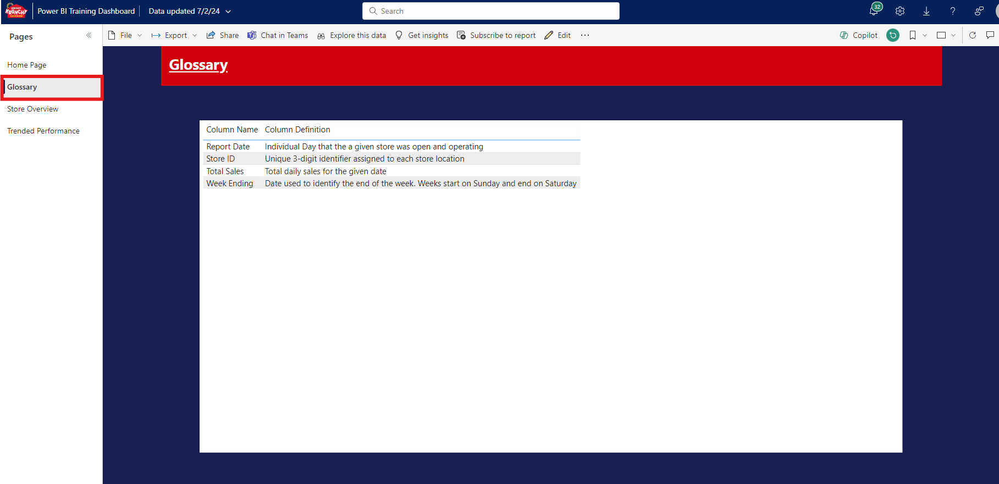 KRISPY
KRUNCHY
CHICKEN
Power BI Training Dashboard
Data updated 7/2/24
Search
32
Pages
File
Export
Share
Chat in Teams
Explore this data
Get insights
Subscribe to report
Edit
Copilot
Home Page
Glossary
Store Overview
Trended Performance
Glossary
Column Name Column Definition
Report Date Individual Day that the a given store was open and operating
Store ID Unique 3-digit identifier assigned to each store location
Total Sales Total daily sales for the given date
Week Ending Date used to identify the end of the week. Weeks start on Sunday and end on Saturday